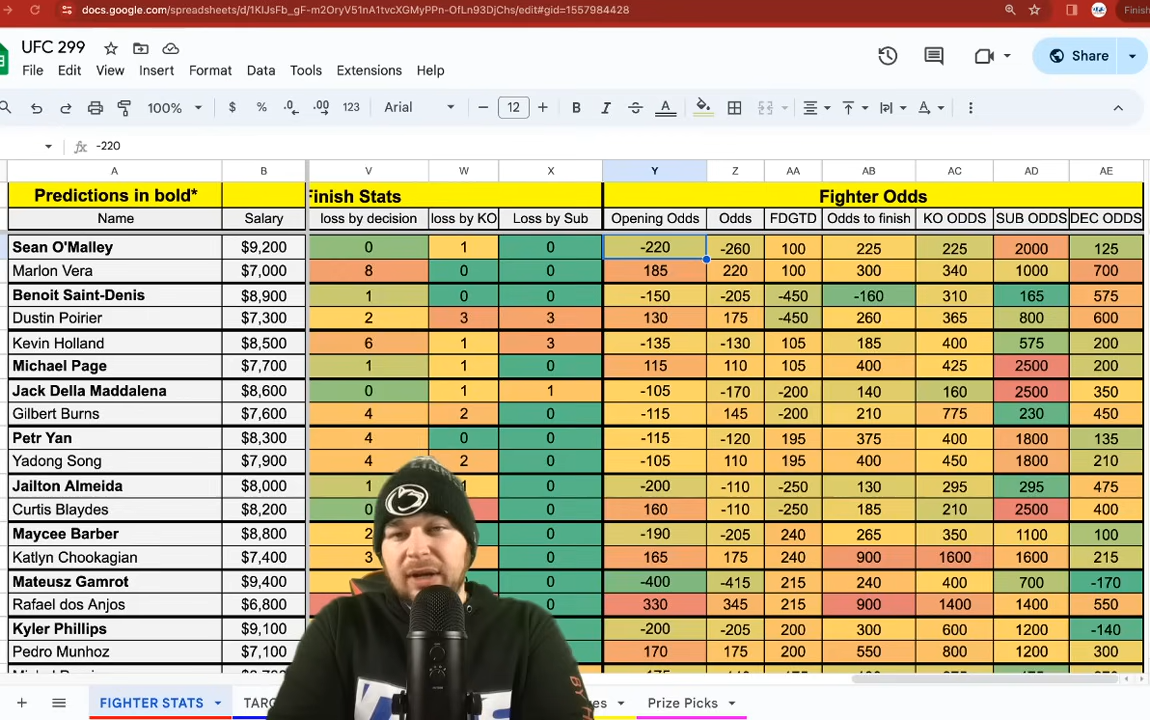 docs.google.com/spreadsheets/d/1KIJsFb_gF-m2OryV51nA1tvcXGMyPPn-OfLn93DjChs/edit#gid=1557984428 Finish
UFC 299
File Edit View Insert Format Data Tools Extensions Help Share
100% $ % .0 .00 123 Arial 12 B I A A
fx -220
A B V W X Y Z AA AB AC AD AE
Predictions in bold* Finish Stats Fighter Odds
Name Salary loss by decision loss by KO Loss by Sub Opening Odds Odds FDGTD Odds to finish KO ODDS SUB ODDS DEC ODDS
Sean O'Malley $9,200 0 1 0 -220 -260 100 225 225 2000 125
Marlon Vera $7,000 8 0 0 185 220 100 300 340 1000 700
Benoit Saint-Denis $8,900 1 0 0 -150 -205 -450 -160 310 165 575
Dustin Poirier $7,300 2 3 3 130 175 -450 260 365 800 600
Kevin Holland $8,500 6 1 3 -135 -130 105 185 400 575 200
Michael Page $7,700 1 1 0 115 110 105 400 425 2500 200
Jack Della Maddalena $8,600 0 1 1 -105 -170 -200 140 160 2500 350
Gilbert Burns $7,600 4 2 0 -115 145 -200 210 775 230 450
Petr Yan $8,300 4 0 0 -115 -120 195 375 400 1800 135
Yadong Song $7,900 4 2 0 -105 110 195 400 450 1800 210
Jailton Almeida $8,000 1 1 0 -200 -110 -250 130 295 295 475
Curtis Blaydes $8,200 0 0 160 -110 -250 185 210 2500 400
Maycee Barber $8,800 2 0 -190 -205 240 265 350 1100 100
Katlyn Chookagian $7,400 3 0 165 175 240 900 1600 1600 215
Mateusz Gamrot $9,400 0 -400 -415 215 240 400 700 -170
Rafael dos Anjos $6,800 0 330 345 215 900 1400 1400 550
Kyler Phillips $9,100 0 -200 -205 200 300 600 1200 -140
Pedro Munhoz $7,100 0 170 175 200 550 800 1200 300
FIGHTER STATS Prize Picks